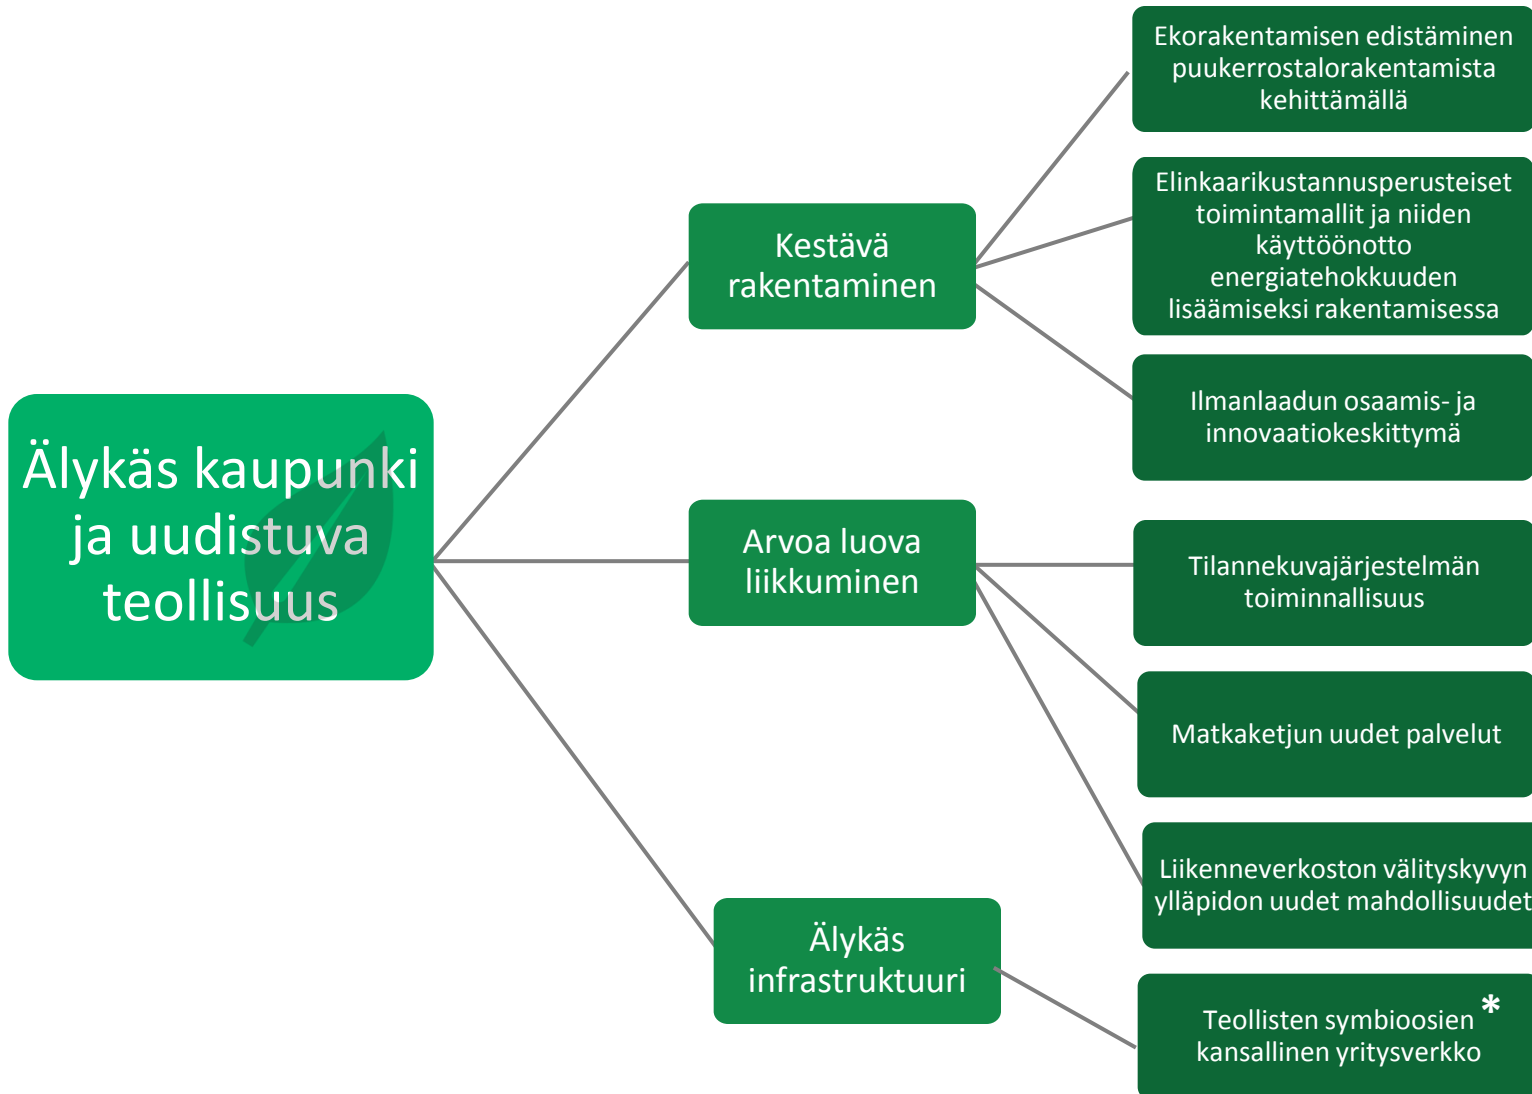 Älykäs kaupunki
ja uudistuva
teollisuus
Kestävä
rakentaminen
Ekorakentamisen edistäminen
puukerrostalorakentamista
kehittämällä
Elinkaarikustannusperusteiset
toimintamallit ja niiden
käyttöönotto
energiatehokkuuden
lisäämiseksi rakentamisessa
Ilmanlaadun osaamis- ja
innovaatiokeskittymä
Arvoa luova
liikkuminen
Tilannekuvajärjestelmän
toiminnallisuus
Matkaketjun uudet palvelut
Liikenneverkoston välityskyvyn
ylläpidon uudet mahdollisuudet
Älykäs
infrastruktuuri
Teollisten symbioosien *
kansallinen yritysverkko